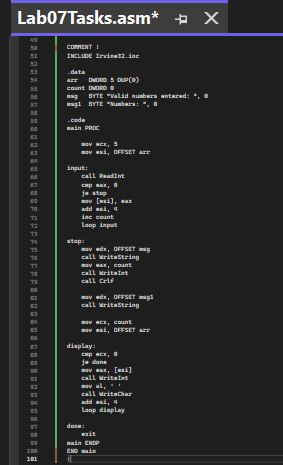 Lab07Tasks.asm*
49
50 COMMENT !
51 INCLUDE Irvine32.inc
52
53 .data
54 arr DWORD 5 DUP(0)
55 count DWORD 0
56 msg BYTE "Valid numbers entered: ", 0
57 msg1 BYTE "Numbers: ", 0
58
59 .code
60 main PROC
61
62 mov ecx, 5
63 mov esi, OFFSET arr
64
65 input:
66 call ReadInt
67 cmp eax, 0
68 je stop
69 mov [esi], eax
70 add esi, 4
71 inc count
72 loop input
73
74 stop:
75 mov edx, OFFSET msg
76 call WriteString
77 mov eax, count
78 call WriteInt
79 call Crlf
80
81 mov edx, OFFSET msg1
82 call WriteString
83
84 mov ecx, count
85 mov esi, OFFSET arr
86
87 display:
88 cmp ecx, 0
89 je done
90 mov eax, [esi]
91 call WriteInt
92 mov al, ' '
93 call WriteChar
94 add esi, 4
95 loop display
96
97 done:
98 exit
99 main ENDP
100 END main
101 !